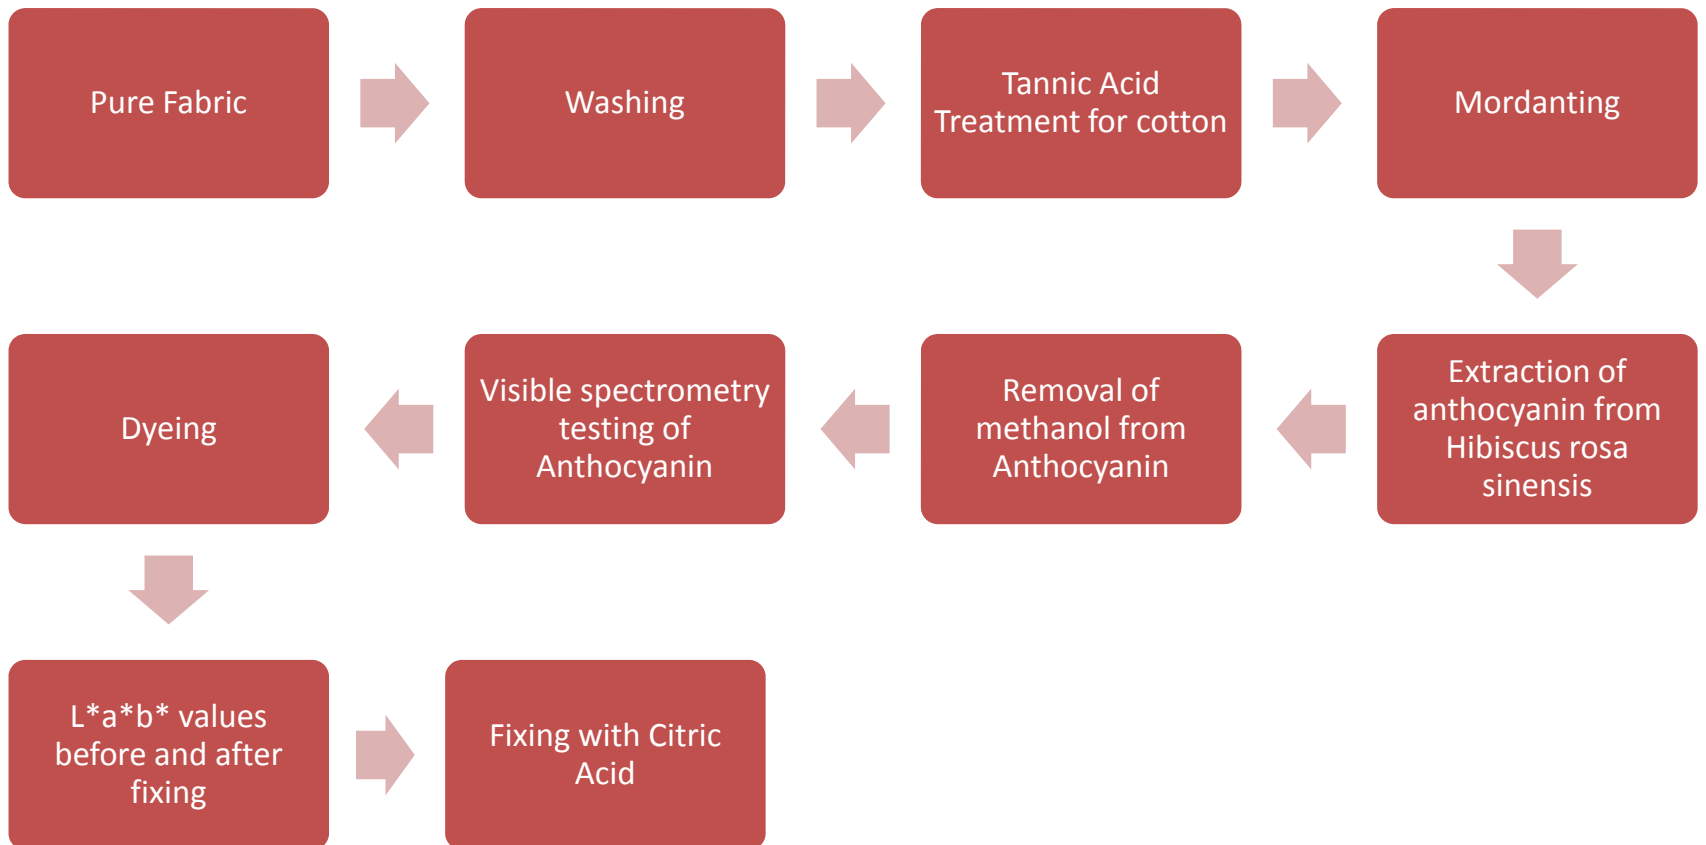 Pure Fabric
Washing
Tannic Acid
Treatment for cotton
Mordanting
Extraction of
anthocyanin from
Hibiscus rosa
sinensis
Removal of
methanol from
Anthocyanin
Visible spectrometry
testing of
Anthocyanin
Dyeing
L*a*b* values
before and after
fixing
Fixing with Citric
Acid